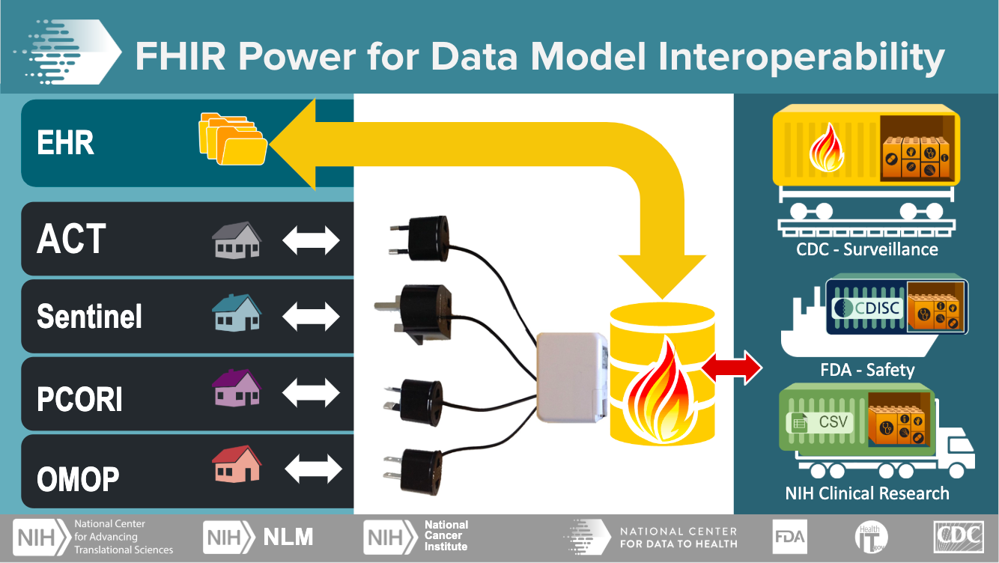 FHIR Power for Data Model Interoperability
EHR
ACT
Sentinel
PCORI
OMOP
CDC - Surveillance
CDISC
FDA - Safety
CSV
NIH Clinical Research
NIH
National Center
for Advancing
Translational Sciences
NIH
NLM
NIH
National
Cancer
Institute
NATIONAL CENTER
FOR DATA TO HEALTH
FDA
Health
IT
.gov
CDC